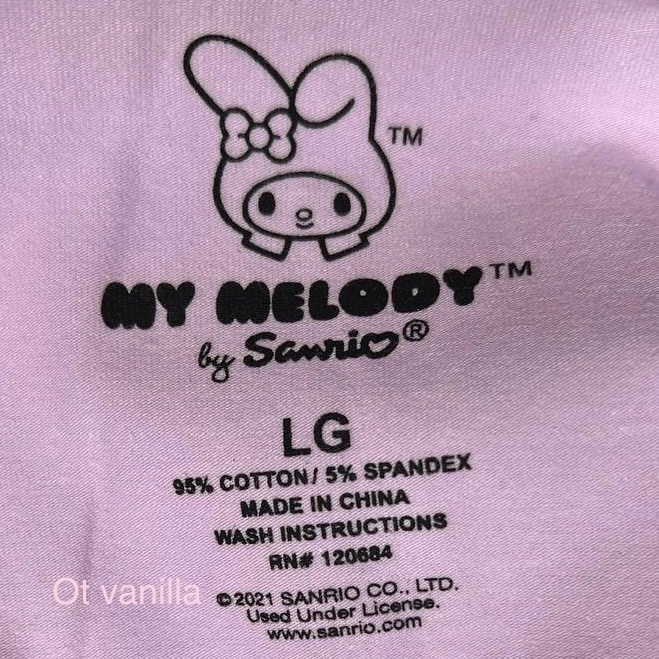 TM
MY MELODY™
by Sanrio®
LG
95% COTTON/ 5% SPANDEX
MADE IN CHINA
WASH INSTRUCTIONS
RN# 120684
Ot vanilla
©2021 SANRIO CO., LTD.
Used Under License.
www.sanrio.com